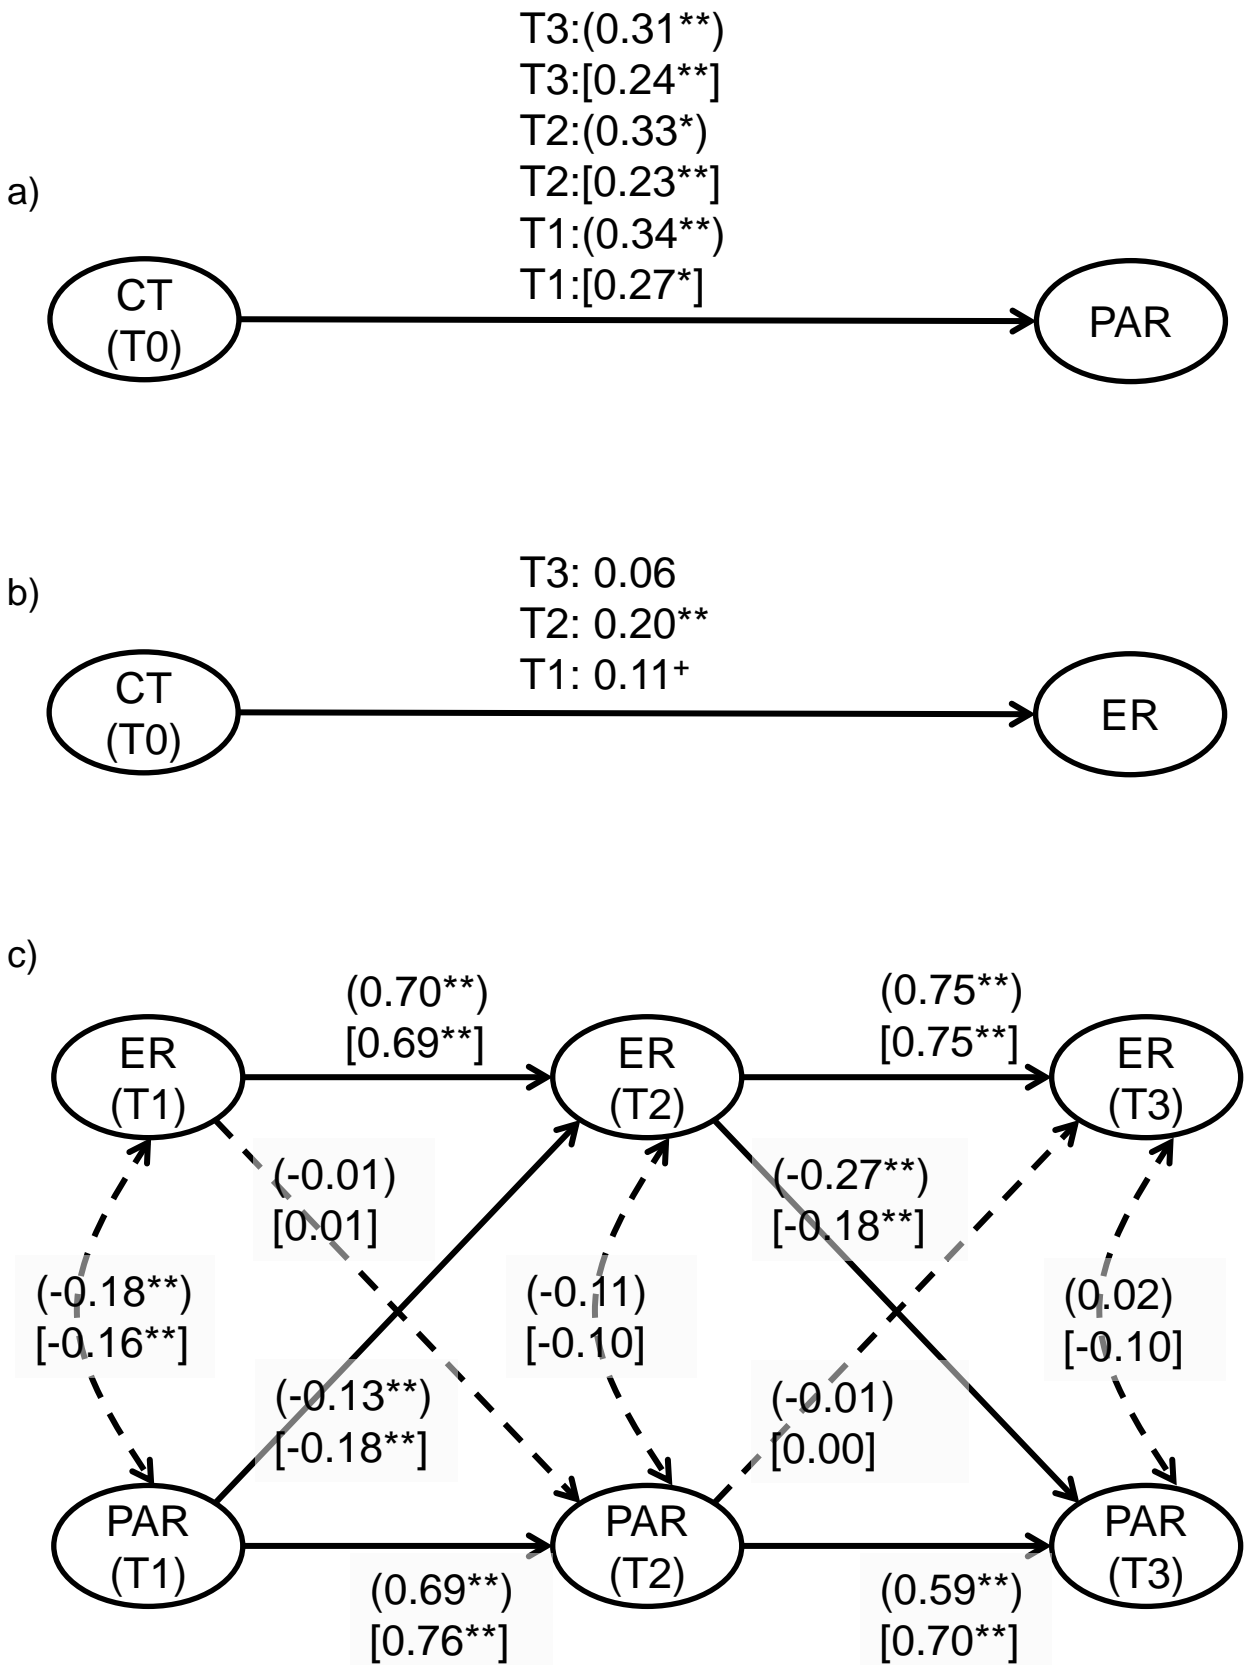 T3:(0.31**)
T3:[0.24**]
T2:(0.33*)
T2:[0.23**]
T1:(0.34**)
T1:[0.27*]
a)
CT
(T0)
PAR
b)
T3: 0.06
T2: 0.20**
T1: 0.11+
CT
(T0)
ER
c)
(0.70**)
[0.69**]
(0.75**)
[0.75**]
ER
(T1)
ER
(T2)
ER
(T3)
(-0.01)
[0.01]
(-0.27**)
[-0.18**]
(-0.18**)
[-0.16**]
(-0.11)
[-0.10]
(0.02)
[-0.10]
(-0.13**)
[-0.18**]
(-0.01)
[0.00]
PAR
(T1)
PAR
(T2)
PAR
(T3)
(0.69**)
[0.76**]
(0.59**)
[0.70**]